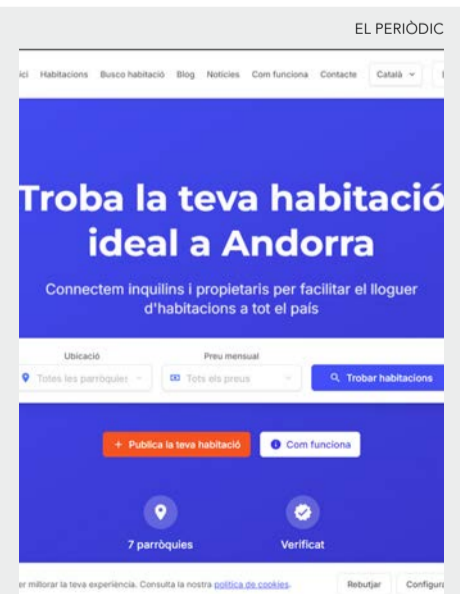 EL PERIÒDIC
ici Habitacions Busco habitació Blog Notícies Com funciona Contacte Català
Troba la teva habitació
ideal a Andorra
Connectem inquilins i propietaris per facilitar el lloguer
d'habitacions a tot el país
Ubicació Preu mensual
Totes les parròquies Tots els preus Trobar habitacions
+ Publica la teva habitació Com funciona
7 parròquies Verificat
er millorar la teva experiència. Consulta la nostra política de cookies. Rebutjar Configura